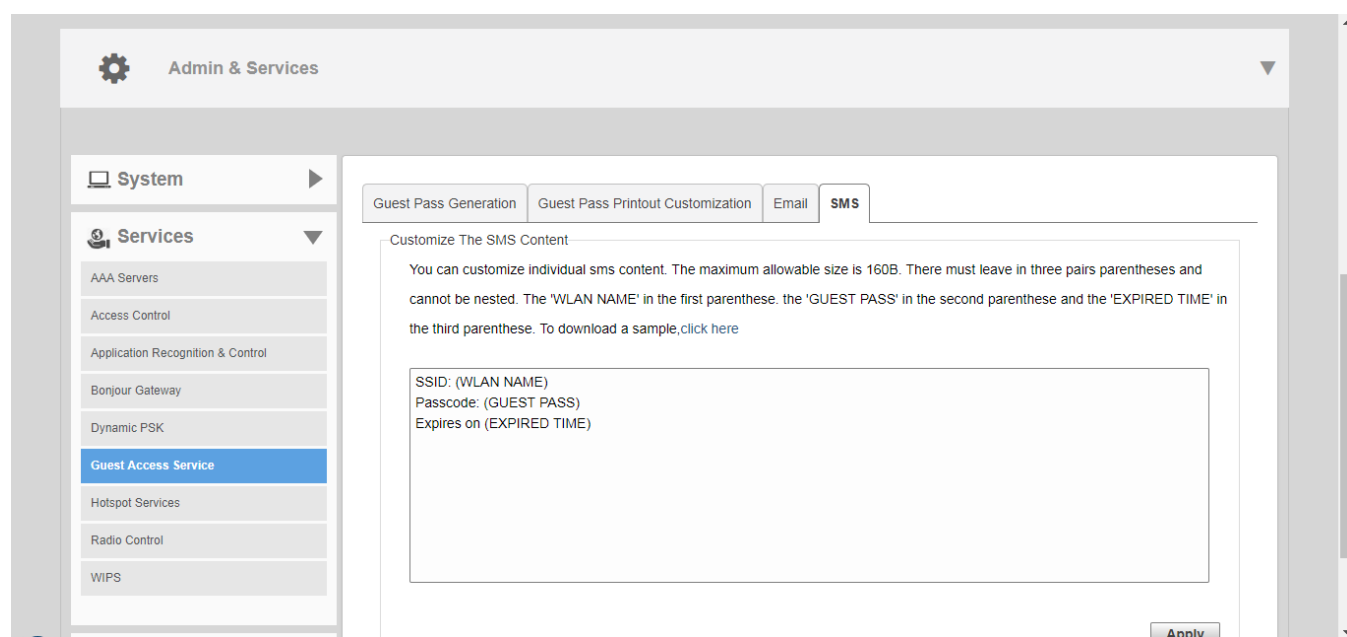 Admin & Services
System
Services
AAA Servers
Access Control
Application Recognition & Control
Bonjour Gateway
Dynamic PSK
Guest Access Service
Hotspot Services
Radio Control
WIPS
Guest Pass Generation
Guest Pass Printout Customization
Email
SMS
Customize The SMS Content
You can customize individual sms content. The maximum allowable size is 160B. There must leave in three pairs parentheses and
cannot be nested. The 'WLAN NAME' in the first parenthese. the 'GUEST PASS' in the second parenthese and the 'EXPIRED TIME' in
the third parenthese. To download a sample,click here
SSID: (WLAN NAME)
Passcode: (GUEST PASS)
Expires on (EXPIRED TIME)
Apply